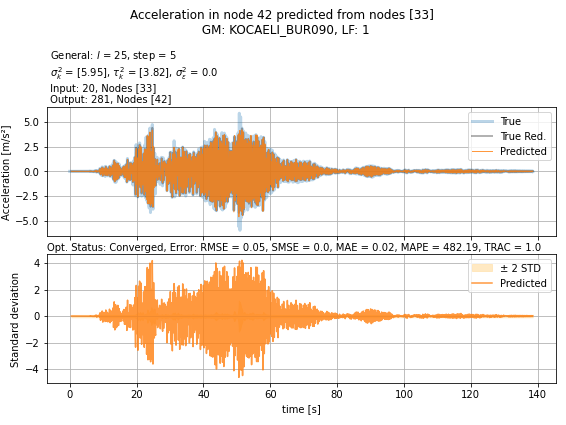 Acceleration in node 42 predicted from nodes [33]
GM: KOCAELI_BUR090, LF: 1
General: l = 25, step = 5
σ²ₖ = [5.95], τ²ₖ = [3.82], σ²ε = 0.0
Input: 20, Nodes [33]
Output: 281, Nodes [42]
Acceleration [m/s²]
5.0
2.5
0.0
−2.5
−5.0
True
True Red.
Predicted
Opt. Status: Converged, Error: RMSE = 0.05, SMSE = 0.0, MAE = 0.02, MAPE = 482.19, TRAC = 1.0
Standard deviation
4
2
0
−2
−4
± 2 STD
Predicted
0 20 40 60 80 100 120 140
time [s]